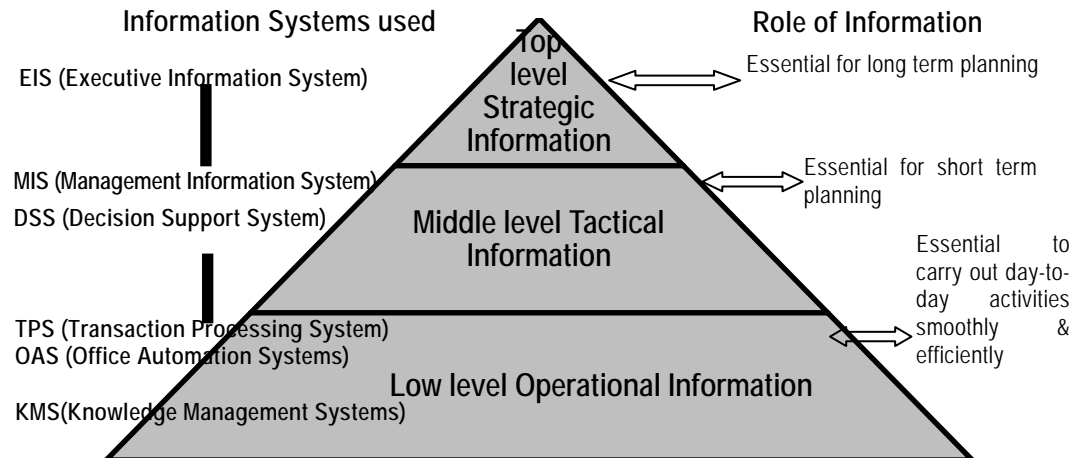 Information Systems used
Role of Information
EIS (Executive Information System)
MIS (Management Information System)
DSS (Decision Support System)
TPS (Transaction Processing System)
OAS (Office Automation Systems)
KMS(Knowledge Management Systems)
Top
level
Strategic
Information
Middle level Tactical
Information
Low level Operational Information
Essential for long term planning
Essential for short term
planning
Essential to
carry out day-to-
day activities
smoothly &
efficiently